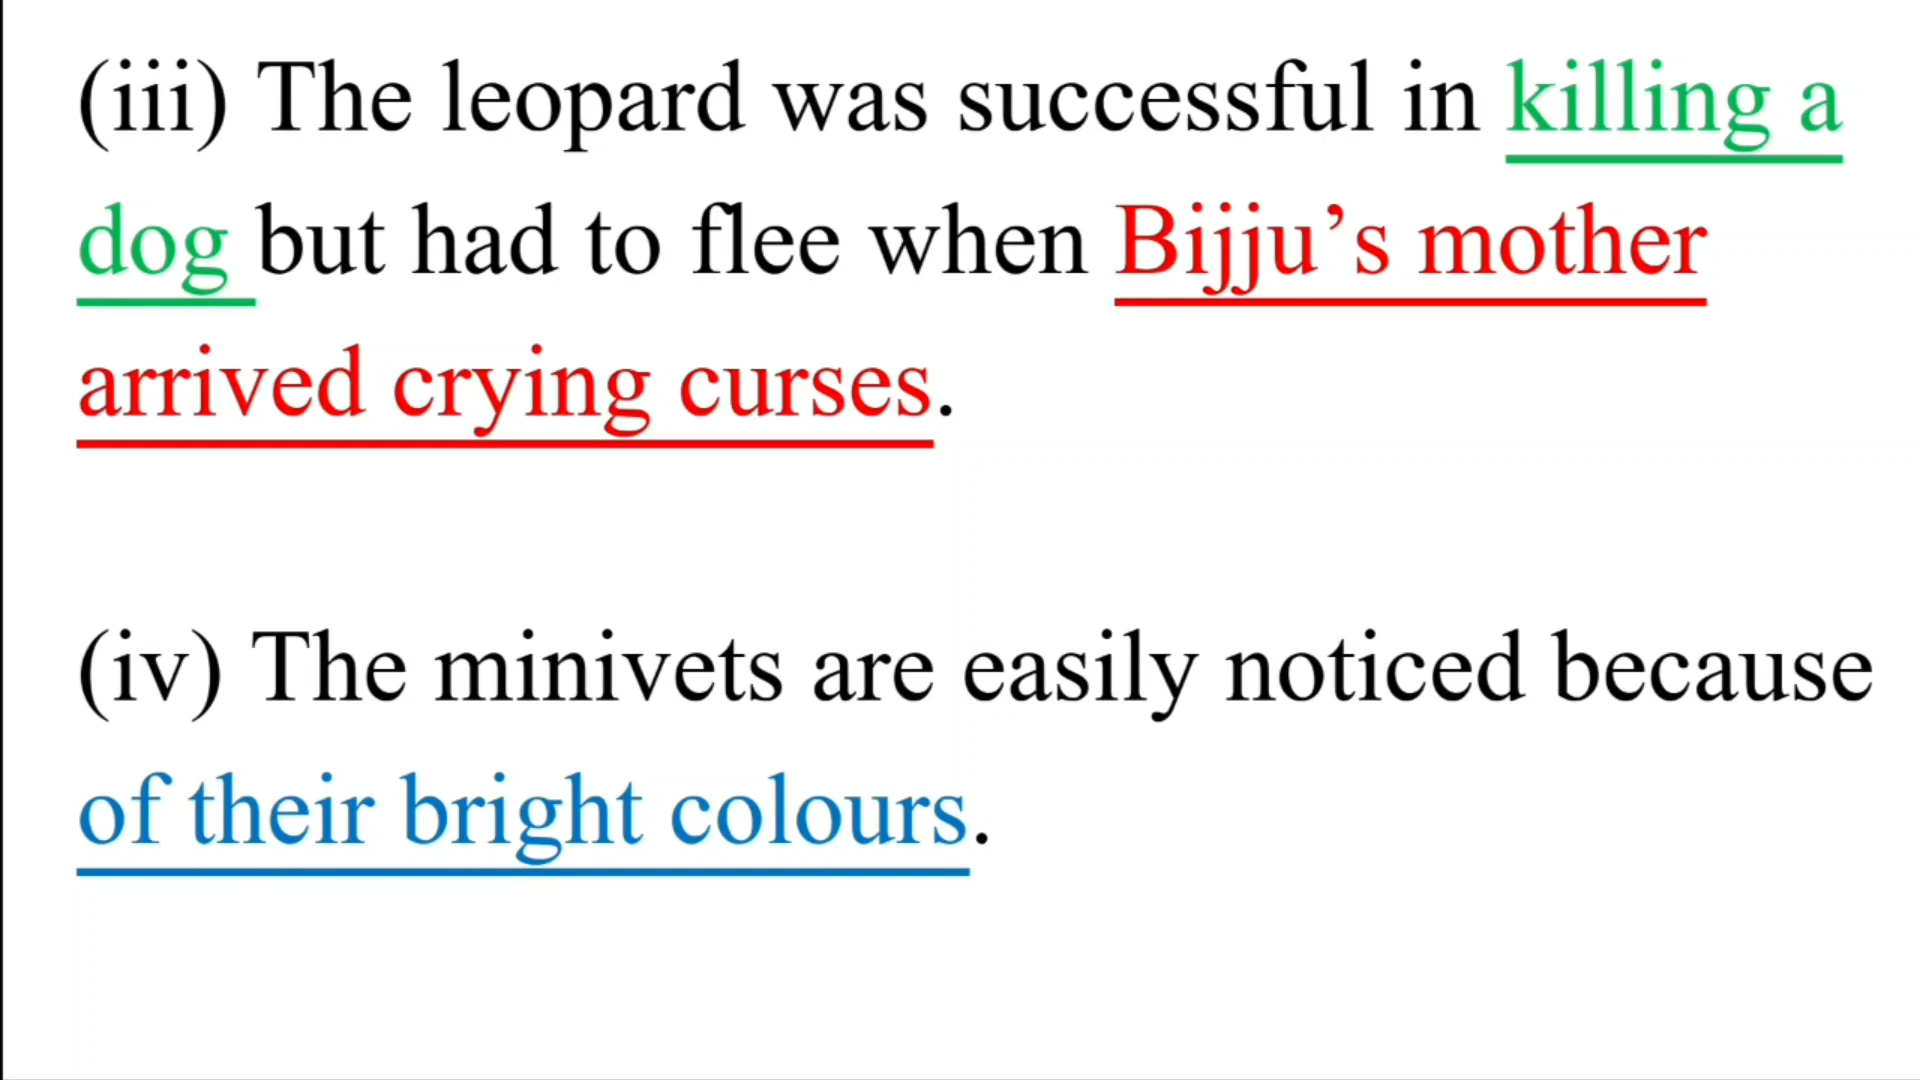 (iii) The leopard was successful in killing a
dog but had to flee when Bijju’s mother
arrived crying curses.
(iv) The minivets are easily noticed because
of their bright colours.